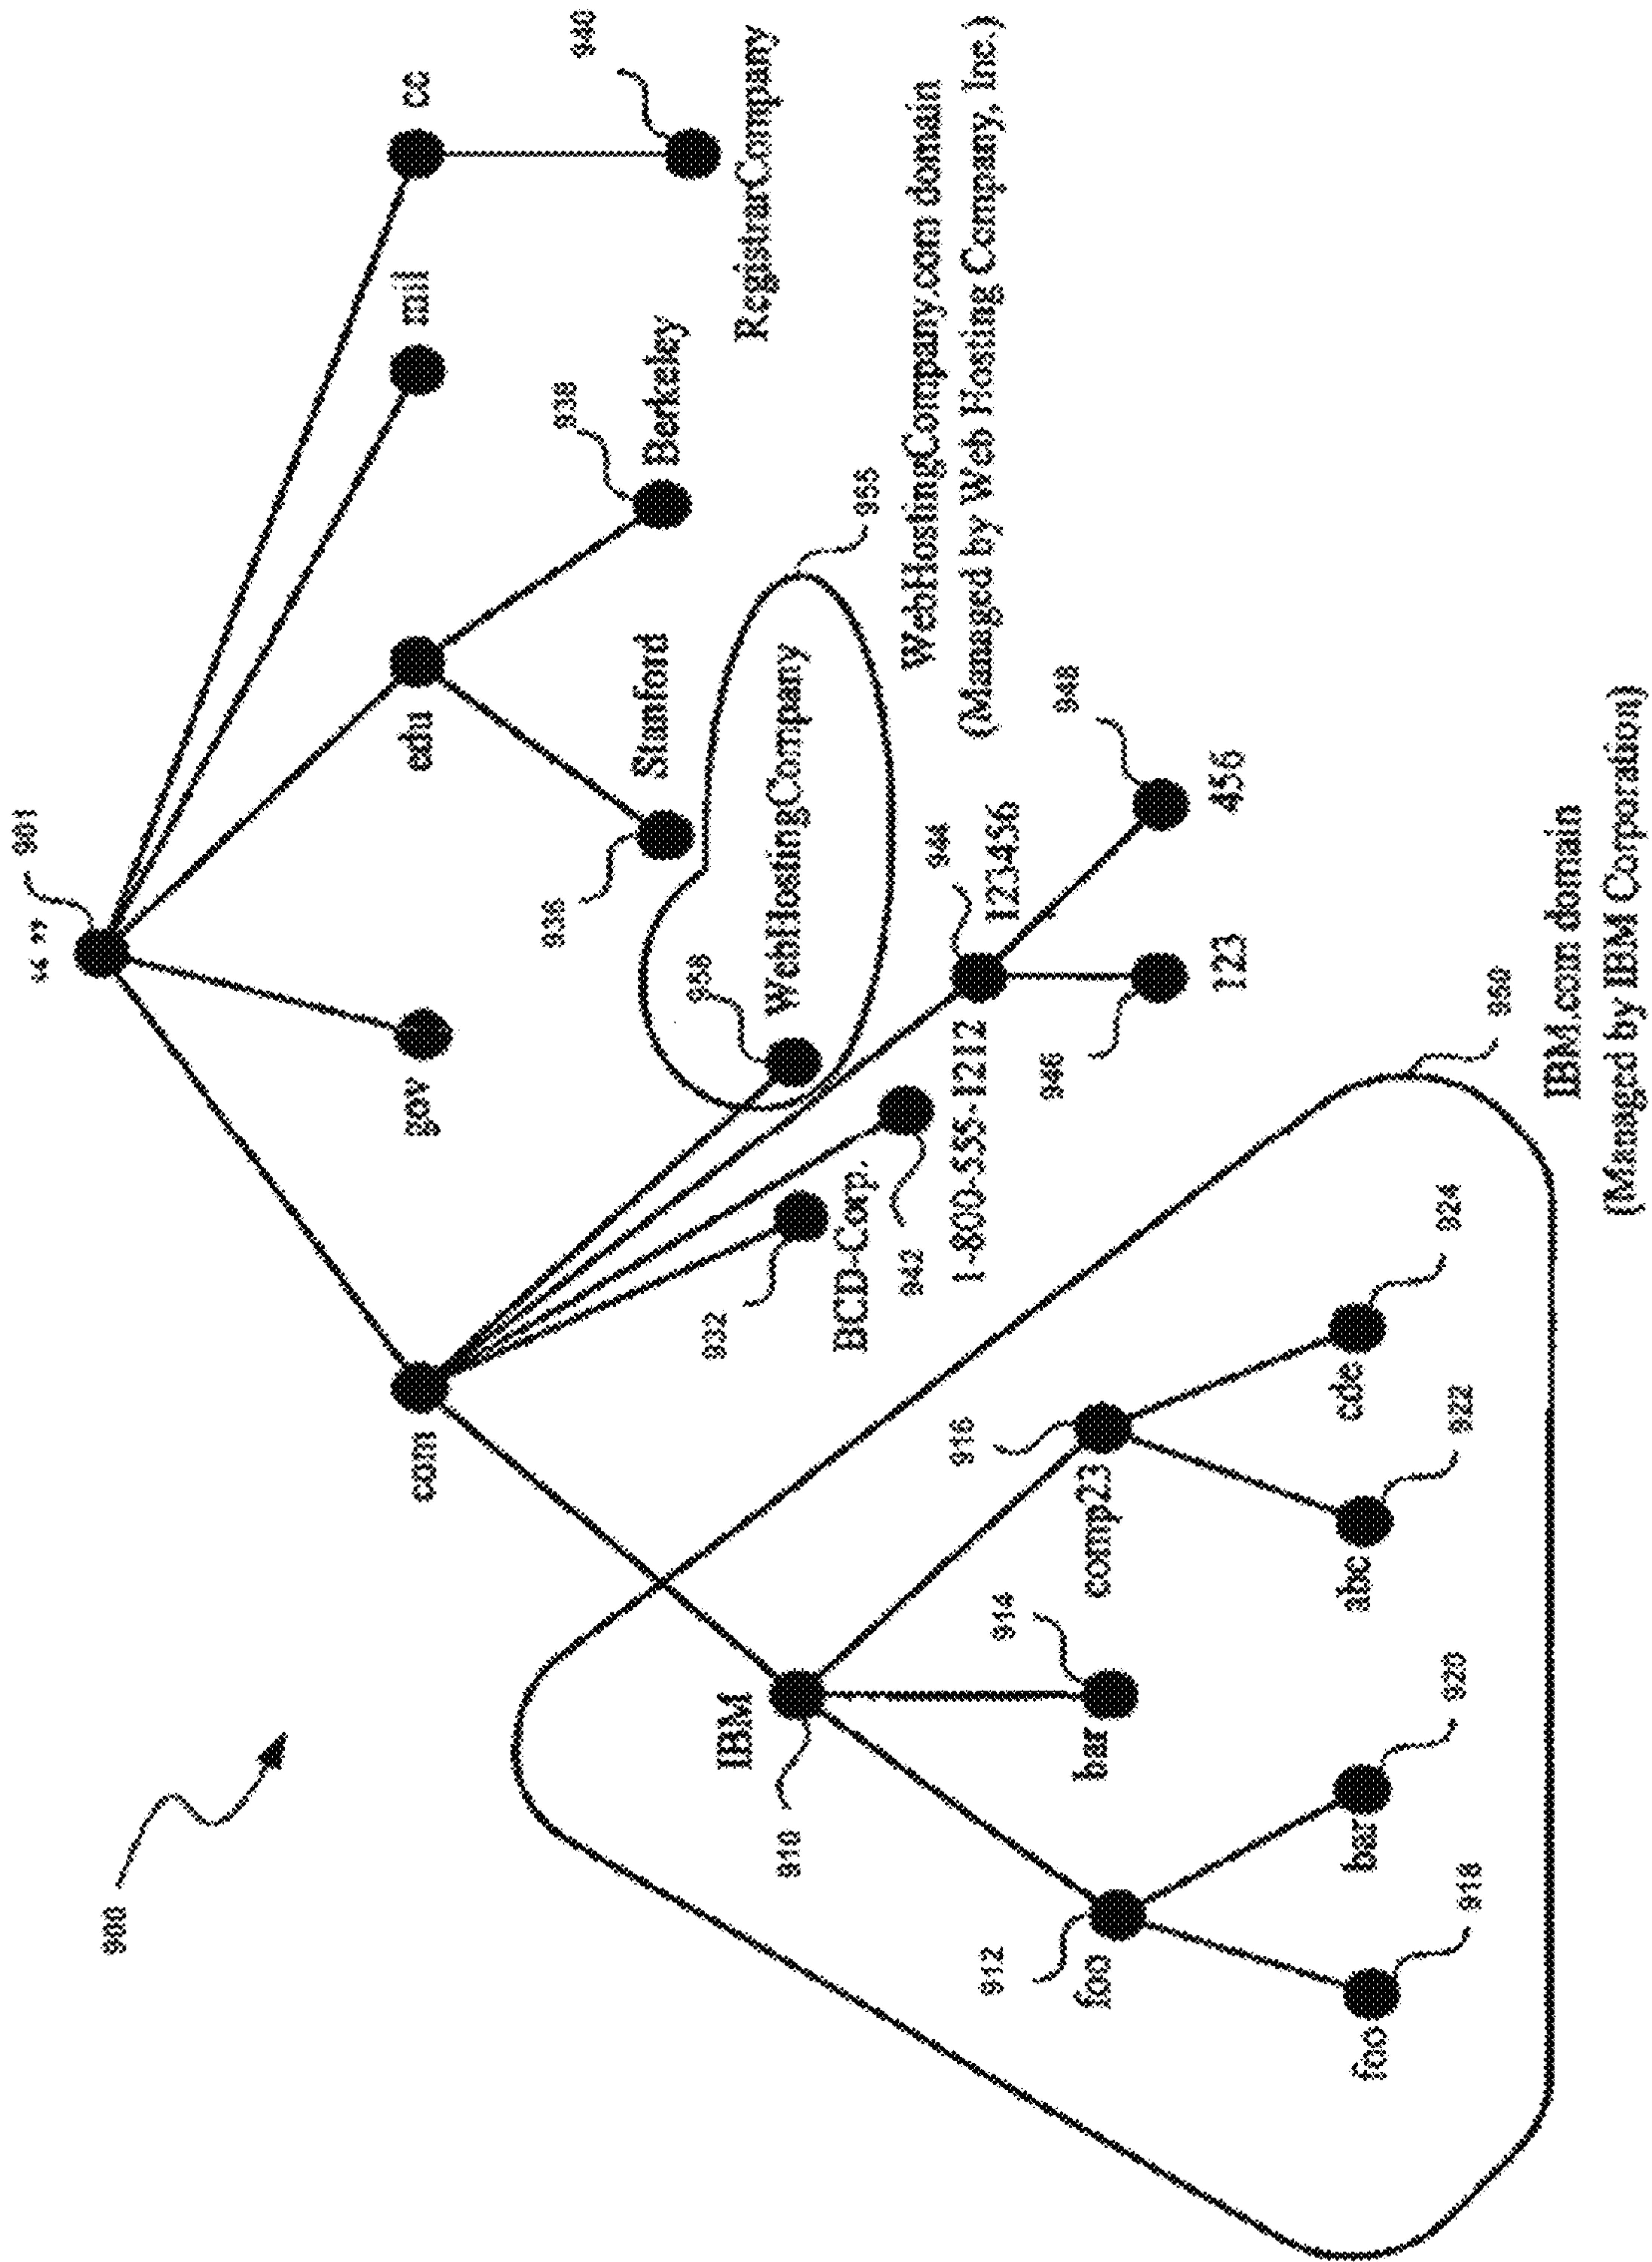 901
“ ”
900
com
gov
edu
mil
cc
940
936
938
Stanford
Berkeley
958
932
IBM
RegistrarCompany
910
WebHostingCompany
BCD-Corp.
955
942
WebHostingCompany.com domain
944
(Managed by Web Hosting Company, Inc.)
1-800-555-1212
123456
912
914
916
946
948
foo
bar
comp23
123
456
foo
bar
abc
cde
918
920
922
924
950
IBM.com domain
(Managed by IBM Corporation)